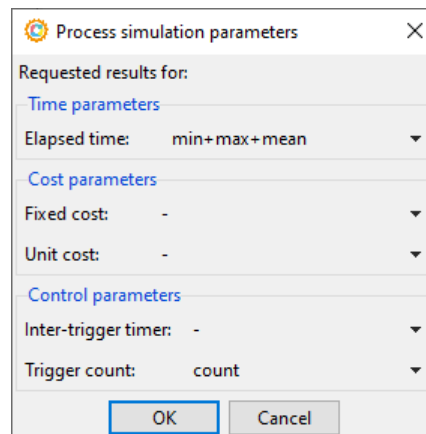 Process simulation parameters
Requested results for:
Time parameters
Elapsed time: min+max+mean
Cost parameters
Fixed cost: -
Unit cost: -
Control parameters
Inter-trigger timer: -
Trigger count: count
OK Cancel